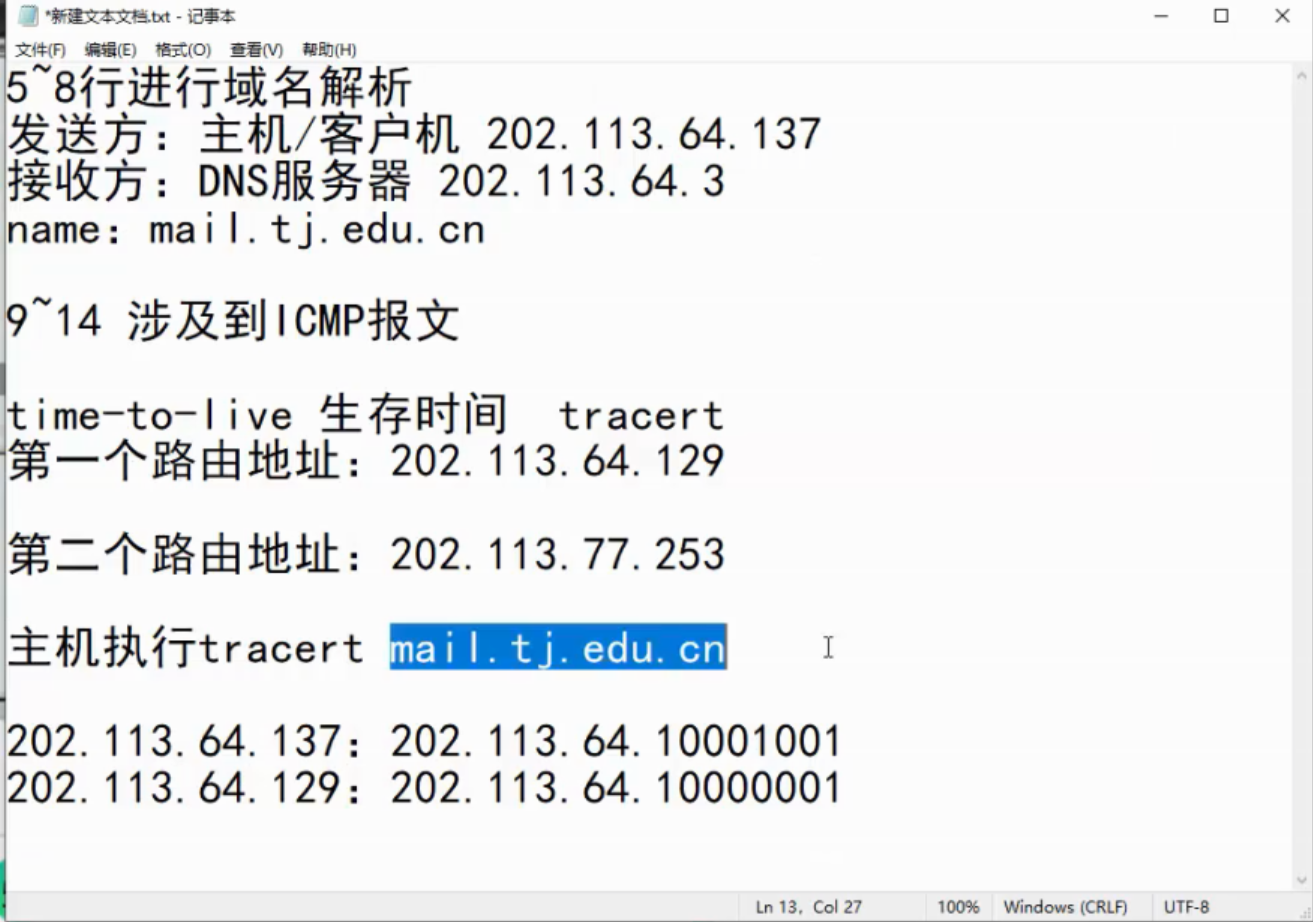 *新建文本文档.txt - 记事本
文件(F) 编辑(E) 格式(O) 查看(V) 帮助(H)
5~8行进行域名解析
发送方：主机/客户机 202.113.64.137
接收方：DNS服务器 202.113.64.3
name：mail.tj.edu.cn
9~14 涉及到ICMP报文
time-to-live 生存时间  tracert
第一个路由地址：202.113.64.129
第二个路由地址：202.113.77.253
主机执行tracert mail.tj.edu.cn
202.113.64.137：202.113.64.10001001
202.113.64.129：202.113.64.10000001
Ln 13, Col 27 100% Windows (CRLF) UTF-8